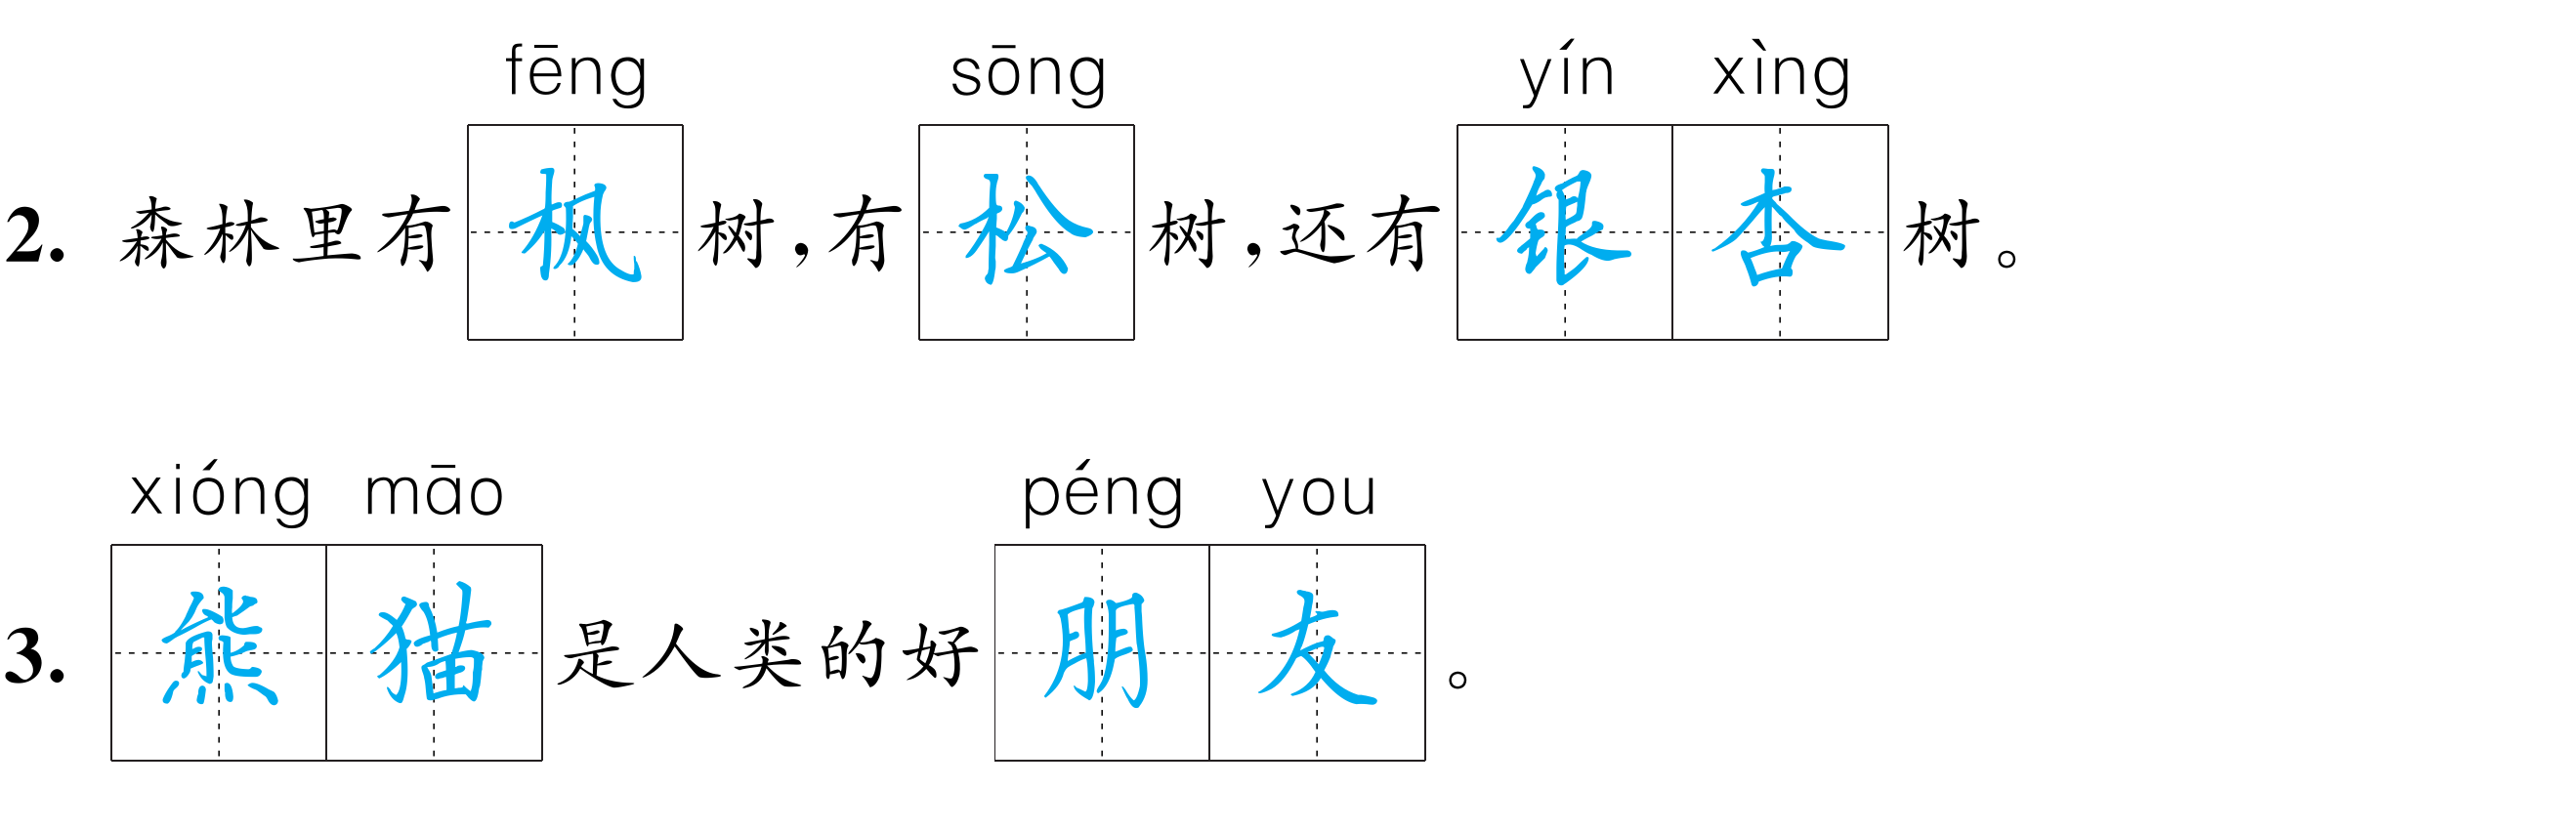 fēng sōng yín xìng
2. 森林里有枫树,有松树,还有银杏树。
xióng māo péng you
3. 熊猫是人类的好朋友。